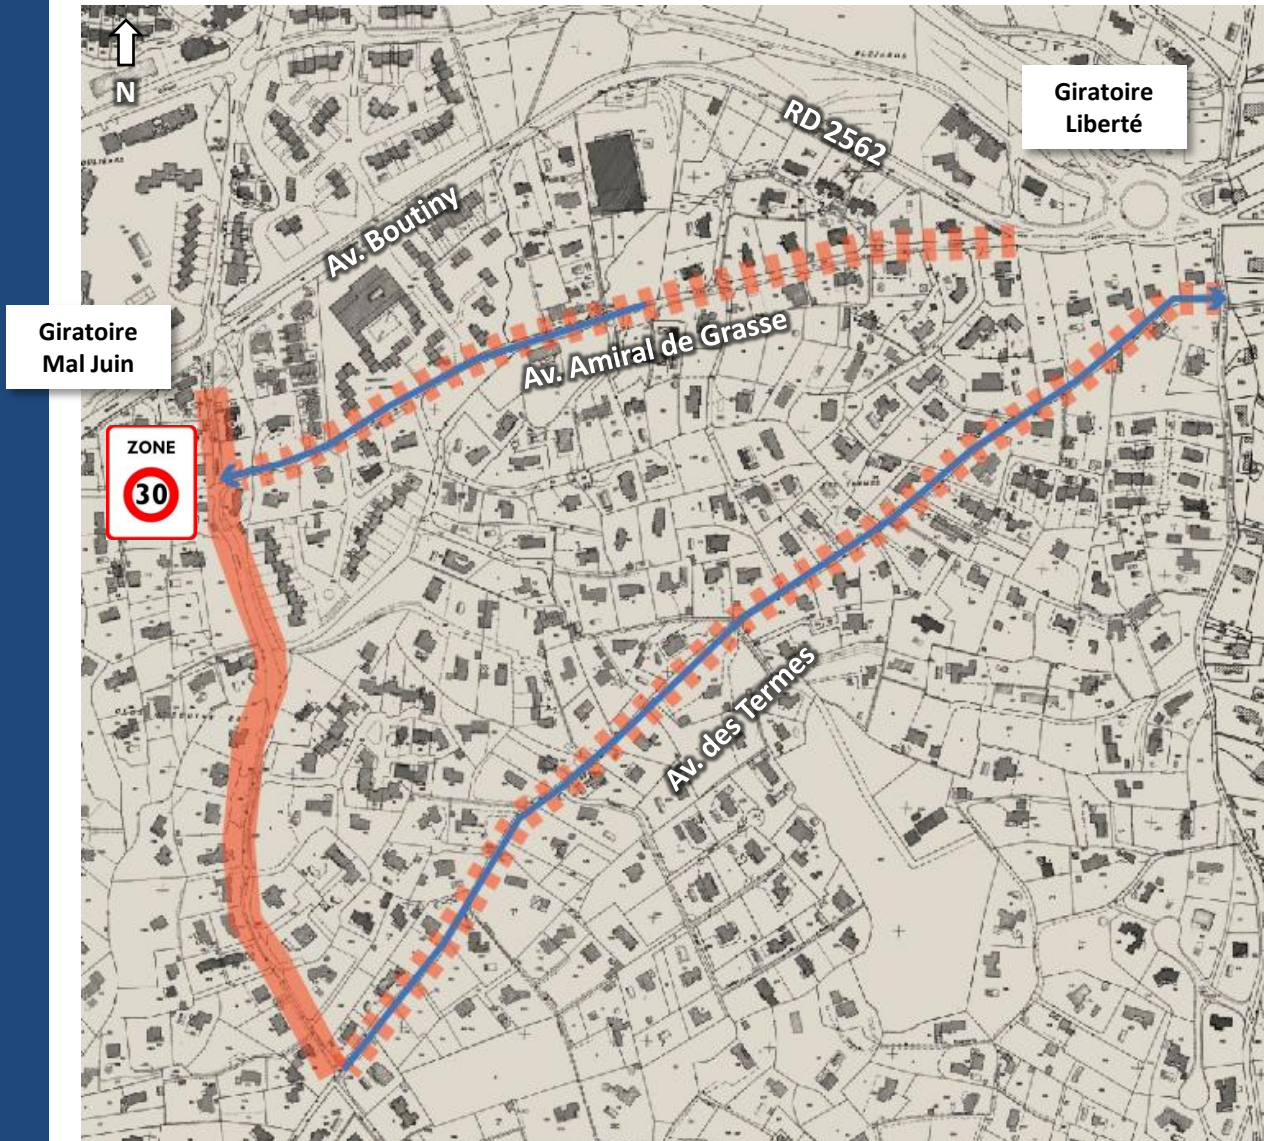 N
RD 2562
Giratoire
Liberté
Av. Boutiny
Giratoire
Mal Juin
Av. Amiral de Grasse
ZONE
30
Av. des Termes